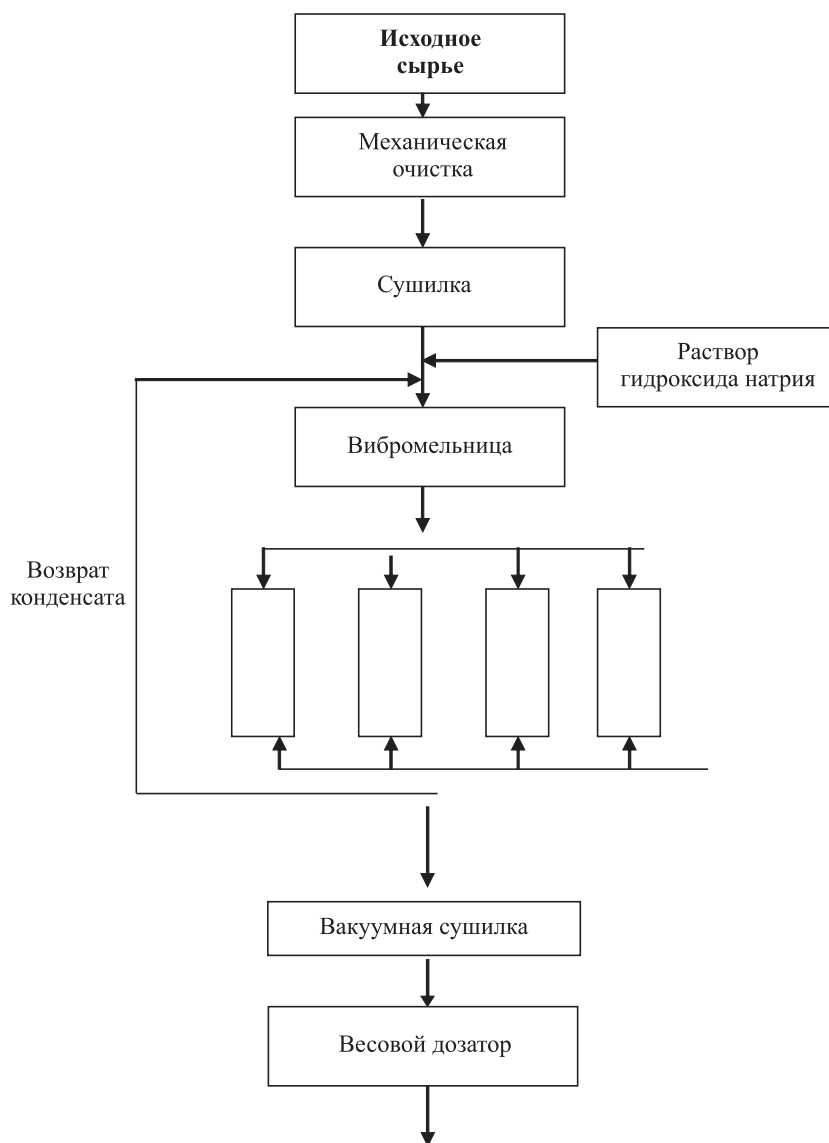 Исходное
сырье
Механическая
очистка
Сушилка
Раствор
гидроксида натрия
Вибромельница
Возврат
конденсата
Вакуумная сушилка
Весовой дозатор